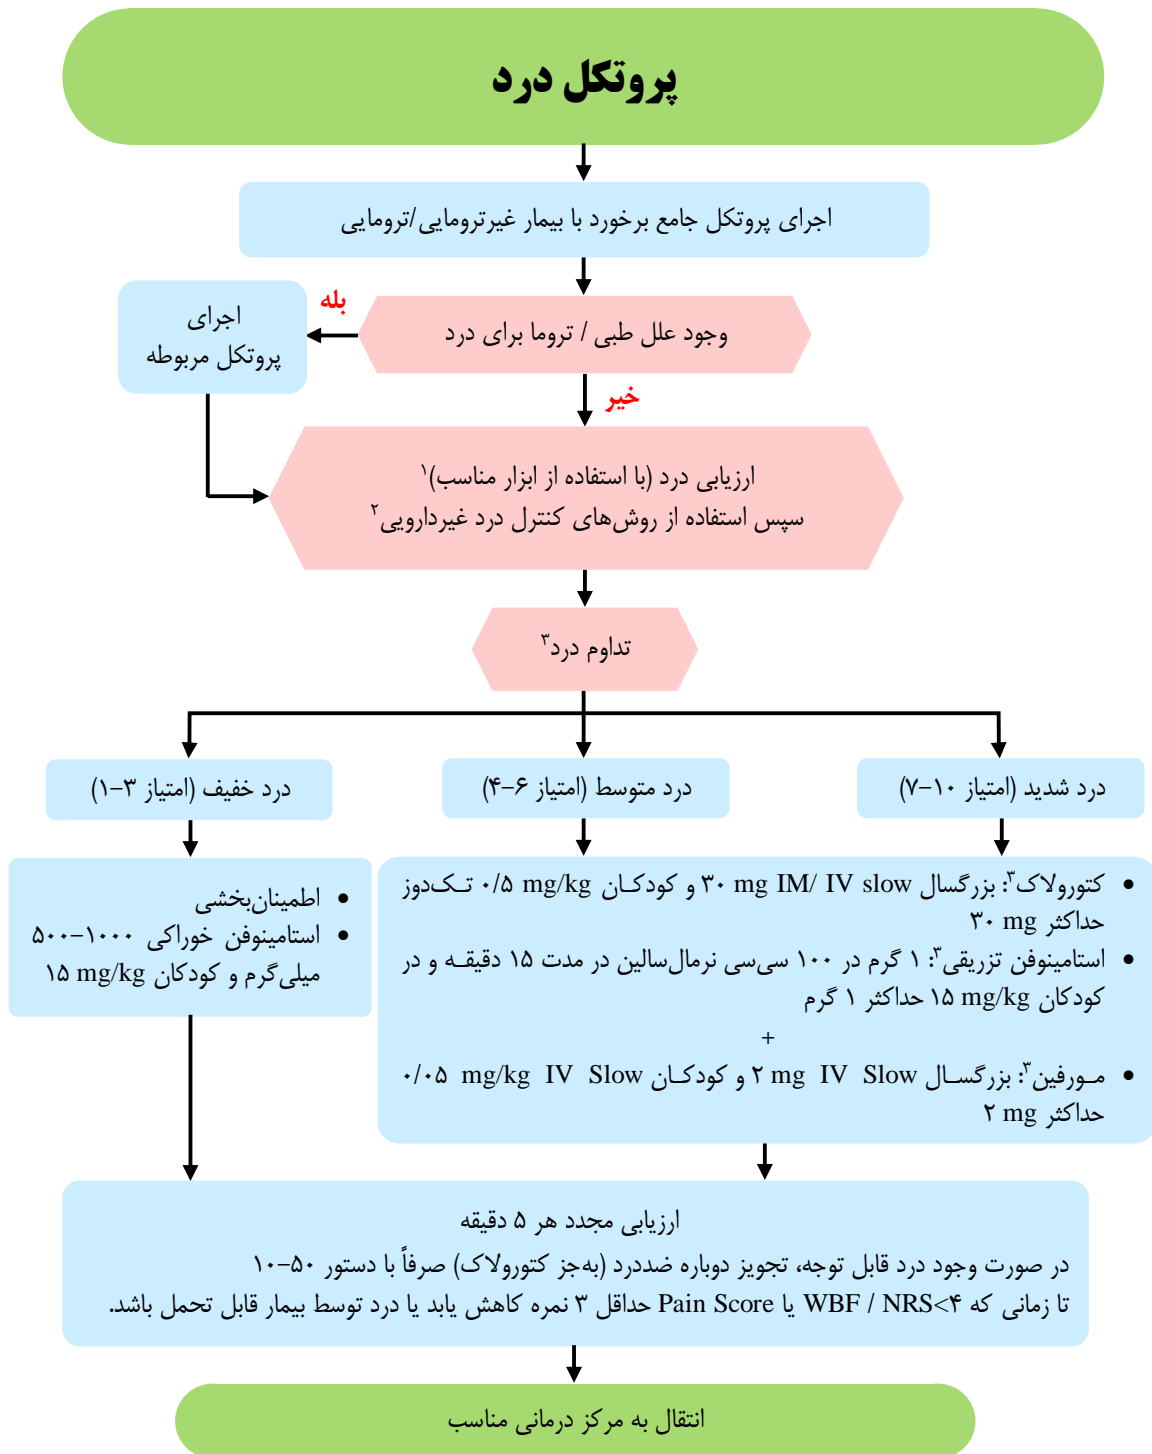 پروتکل درد
اجرای پروتکل جامع برخورد با بیمار غیرترومایی/ترومایی
وجود علل طبی / تروما برای درد
بله
اجرای
پروتکل مربوطه
خیر
ارزیابی درد (با استفاده از ابزار مناسب)۱
سپس استفاده از روش‌های کنترل درد غیردارویی۲
تداوم درد۳
درد شدید (امتیاز ۱۰-۷)
درد متوسط (امتیاز ۶-۴)
درد خفیف (امتیاز ۳-۱)
• کتورولاک۳: بزرگسال ۳۰ mg IM/ IV slow و کودکان ۰/۵ mg/kg تک‌دوز
حداکثر ۳۰ mg
• استامینوفن تزریقی۳: ۱ گرم در ۱۰۰ سی‌سی نرمال‌سالین در مدت ۱۵ دقیقه و در
کودکان ۱۵ mg/kg حداکثر ۱ گرم
+
• مورفین۳: بزرگسال ۲ mg IV Slow و کودکان ۰/۰۵ mg/kg IV Slow
حداکثر ۲ mg
• اطمینان‌بخشی
• استامینوفن خوراکی ۱۰۰۰-۵۰۰
میلی‌گرم و کودکان ۱۵ mg/kg
ارزیابی مجدد هر ۵ دقیقه
در صورت وجود درد قابل توجه، تجویز دوباره ضددرد (به‌جز کتورولاک) صرفاً با دستور ۵۰-۱۰
تا زمانی که WBF / NRS<۴ یا Pain Score حداقل ۳ نمره کاهش یابد یا درد توسط بیمار قابل تحمل باشد.
انتقال به مرکز درمانی مناسب